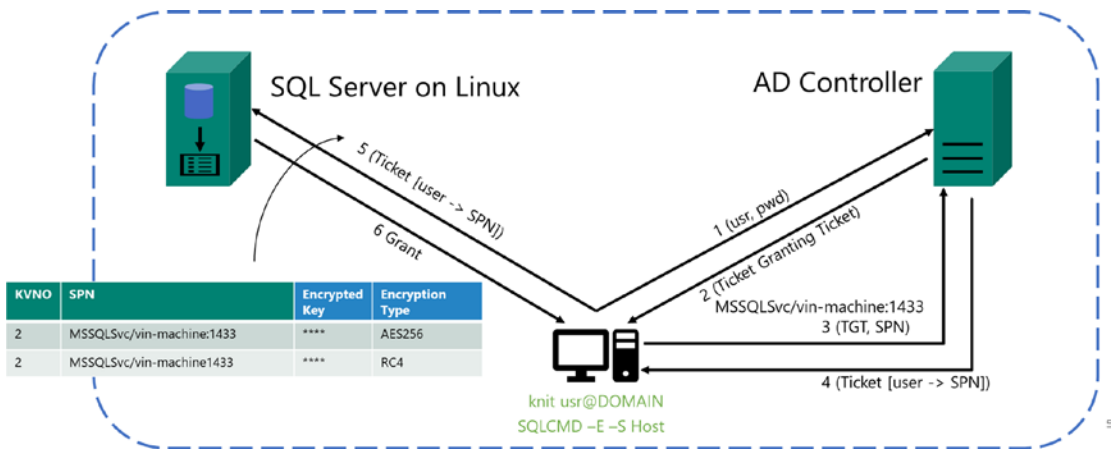 SQL Server on Linux
AD Controller
5 (Ticket [user -> SPN])
6 Grant
1 (usr, pwd)
2 (Ticket Granting Ticket)
MSSQLSvc/vin-machine:1433
3 (TGT, SPN)
4 (Ticket [user -> SPN])
KVNO SPN Encrypted Key Encryption Type
2 MSSQLSvc/vin-machine:1433 **** AES256
2 MSSQLSvc/vin-machine1433 **** RC4
knit usr@DOMAIN
SQLCMD –E –S Host